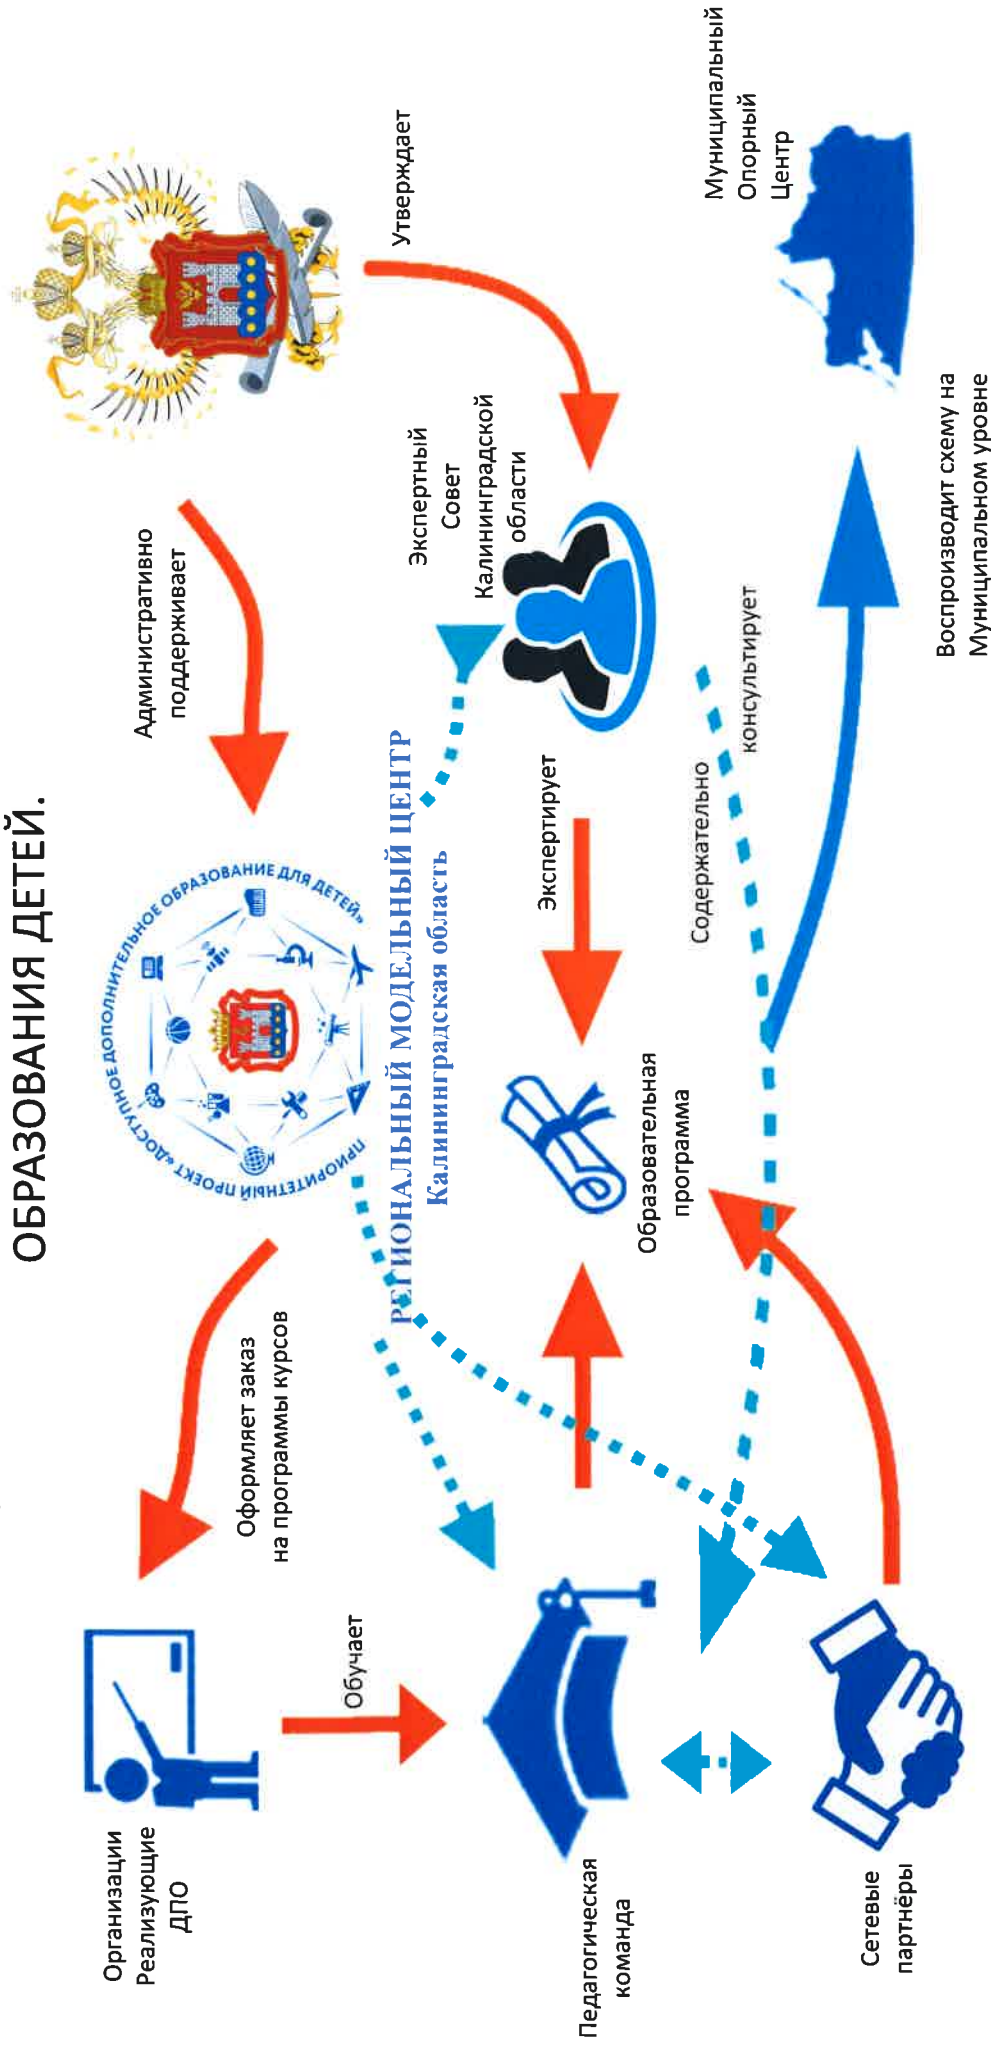 ОБРАЗОВАНИЯ ДЕТЕЙ.
Организации
Реализующие
ДПО
Оформляет заказ
на программы курсов
ПРИОРИТЕТНЫЙ ПРОЕКТ «ДОСТУПНОЕ ДОПОЛНИТЕЛЬНОЕ ОБРАЗОВАНИЕ ДЛЯ ДЕТЕЙ»
РЕГИОНАЛЬНЫЙ МОДЕЛЬНЫЙ ЦЕНТР
Калининградская область
Административно
поддерживает
Утверждает
Обучает
Экспертный
Совет
Калининградской
области
Педагогическая
команда
Образовательная
программа
Экспертирует
Содержательно
консультирует
Муниципальный
Опорный
Центр
Сетевые
партнёры
Воспроизводит схему на
Муниципальном уровне